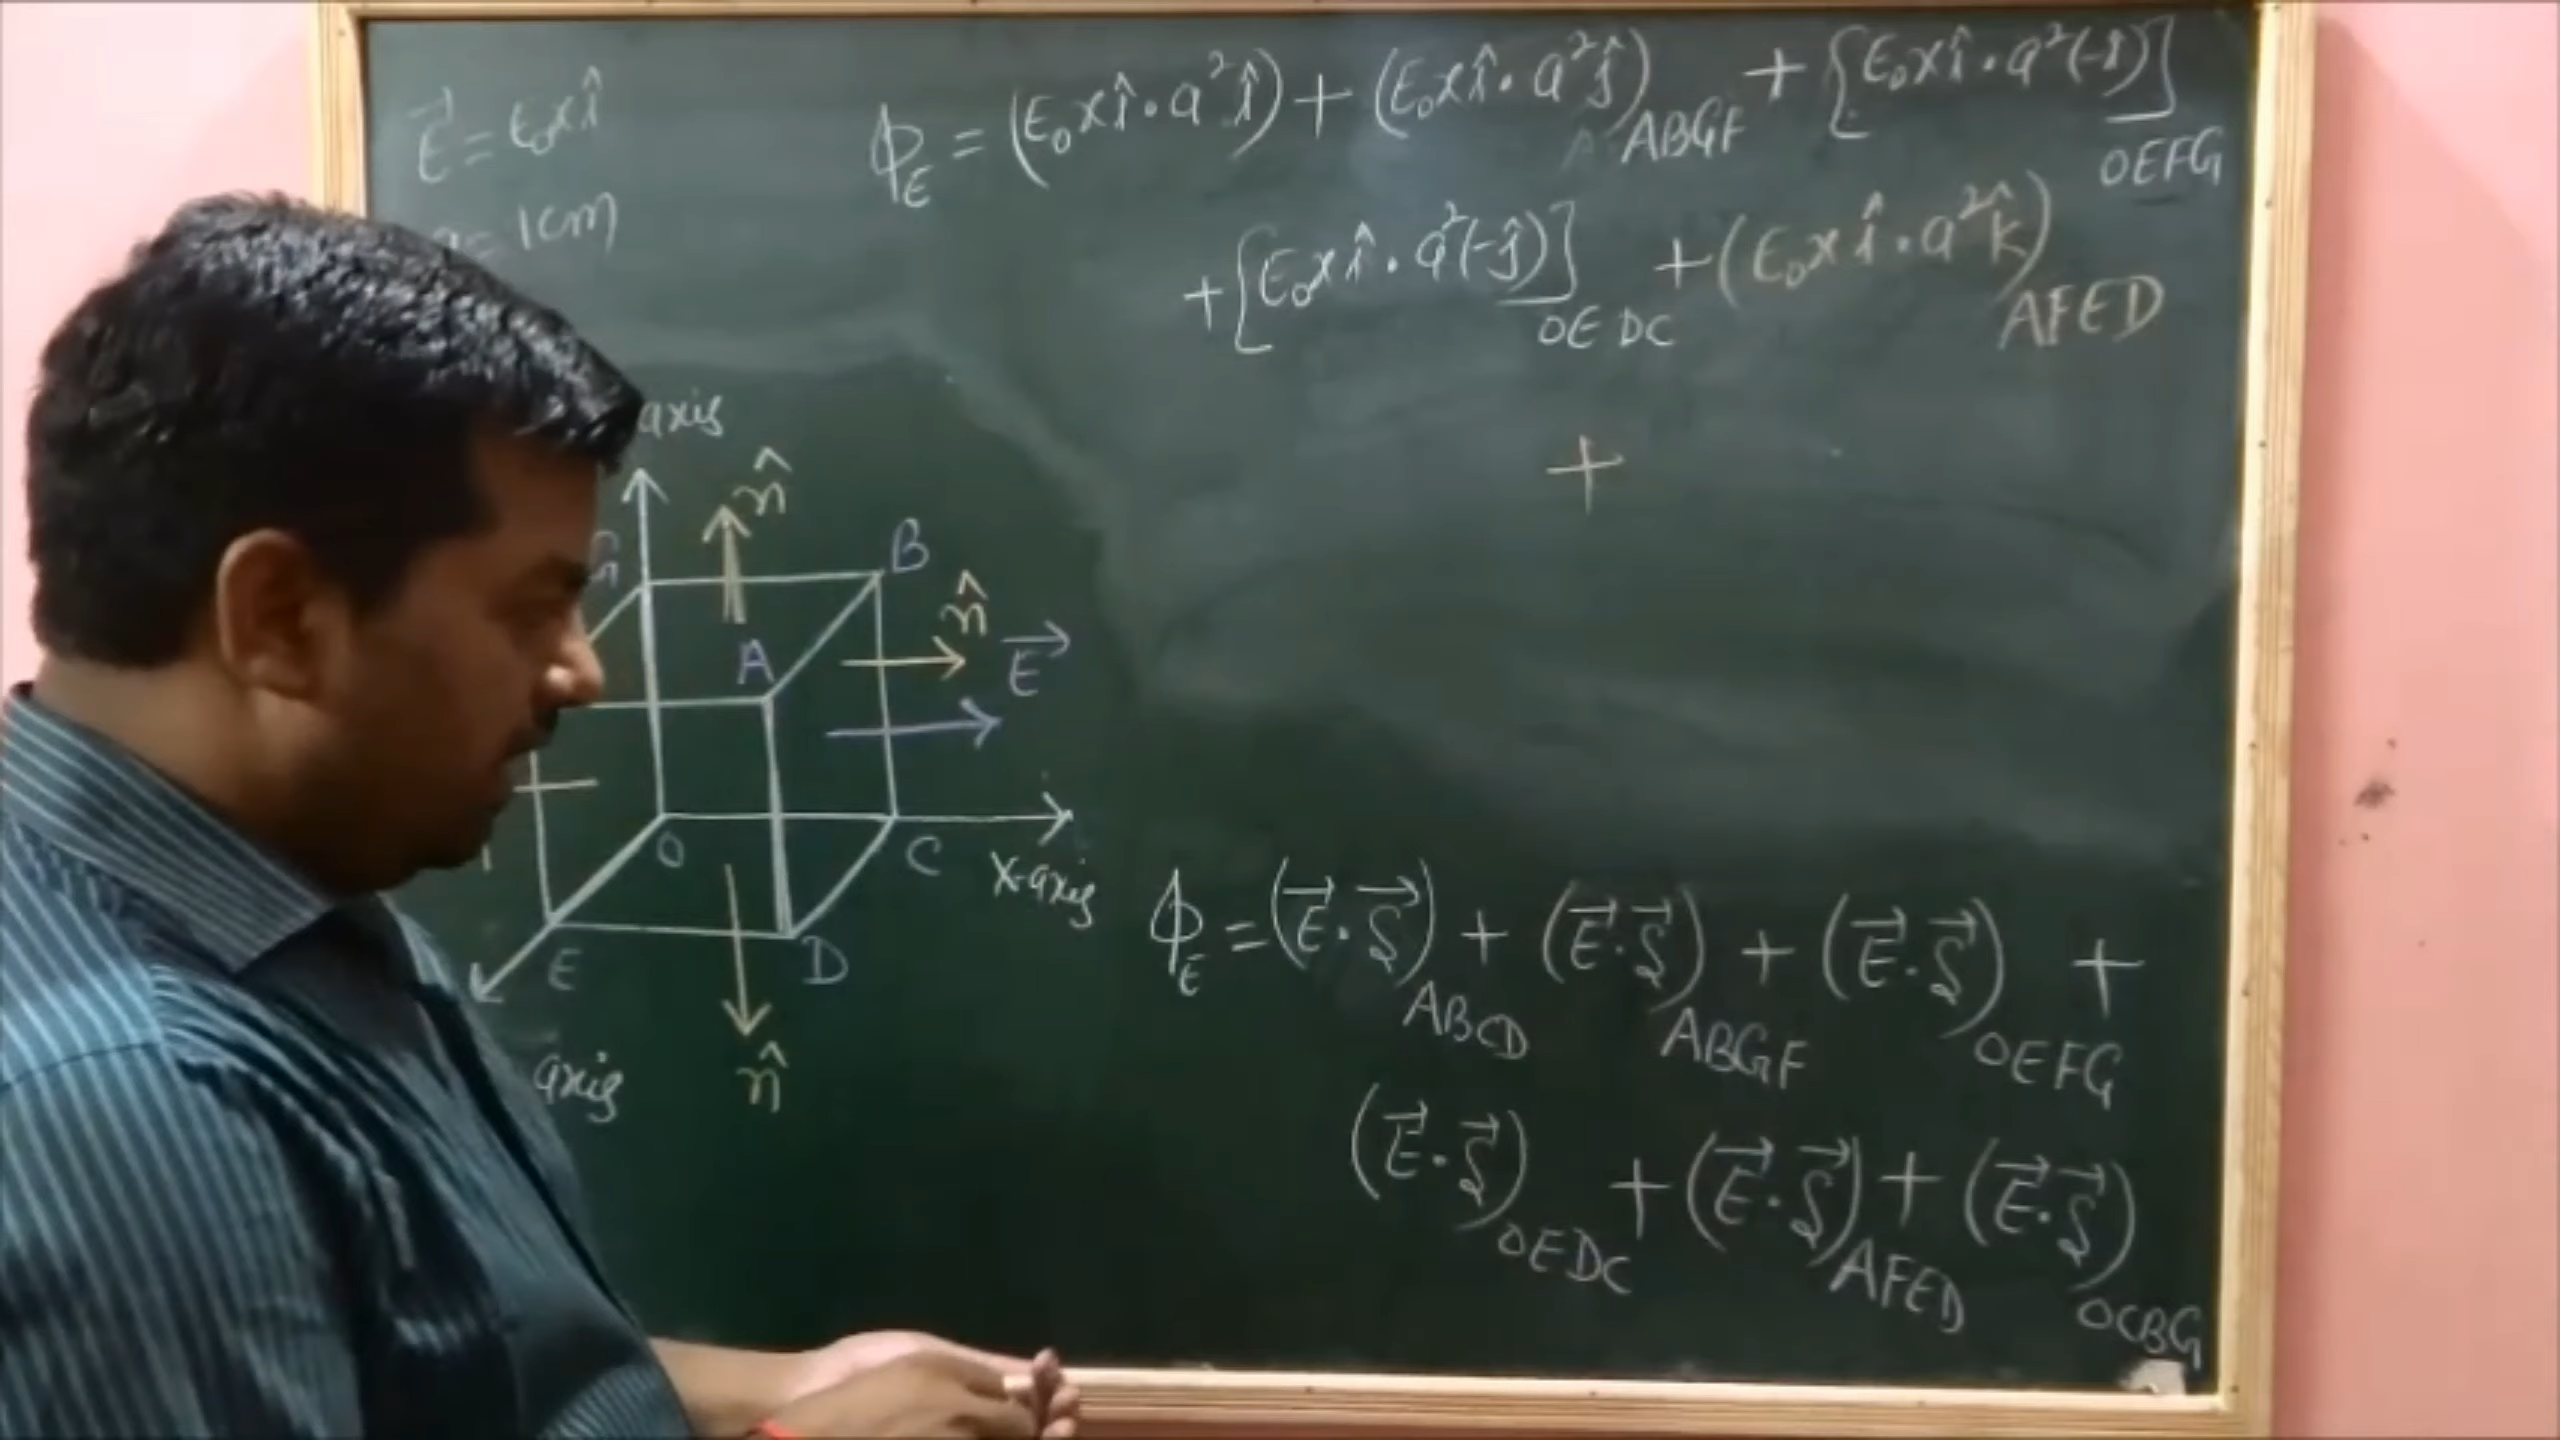 E⃗ = E₀xî
= 1cm
ϕ_E = (E₀xî · a²î) + (E₀xî · a²ĵ)_ABGF + [E₀xî · a²(-î)]_OEFG
+ [E₀xî · a²(-ĵ)]_OEDC + (E₀xî · a²k̂)_AFED
+
axis
n̂
G
B
n̂
A
E⃗
O
C
X-axis
E
D
axis
n̂
ϕ_E = (E⃗ · S⃗)_ABCD + (E⃗ · S⃗)_ABGF + (E⃗ · S⃗)_OEFG +
(E⃗ · S⃗)_OEDC + (E⃗ · S⃗)_AFED + (E⃗ · S⃗)_OCBG